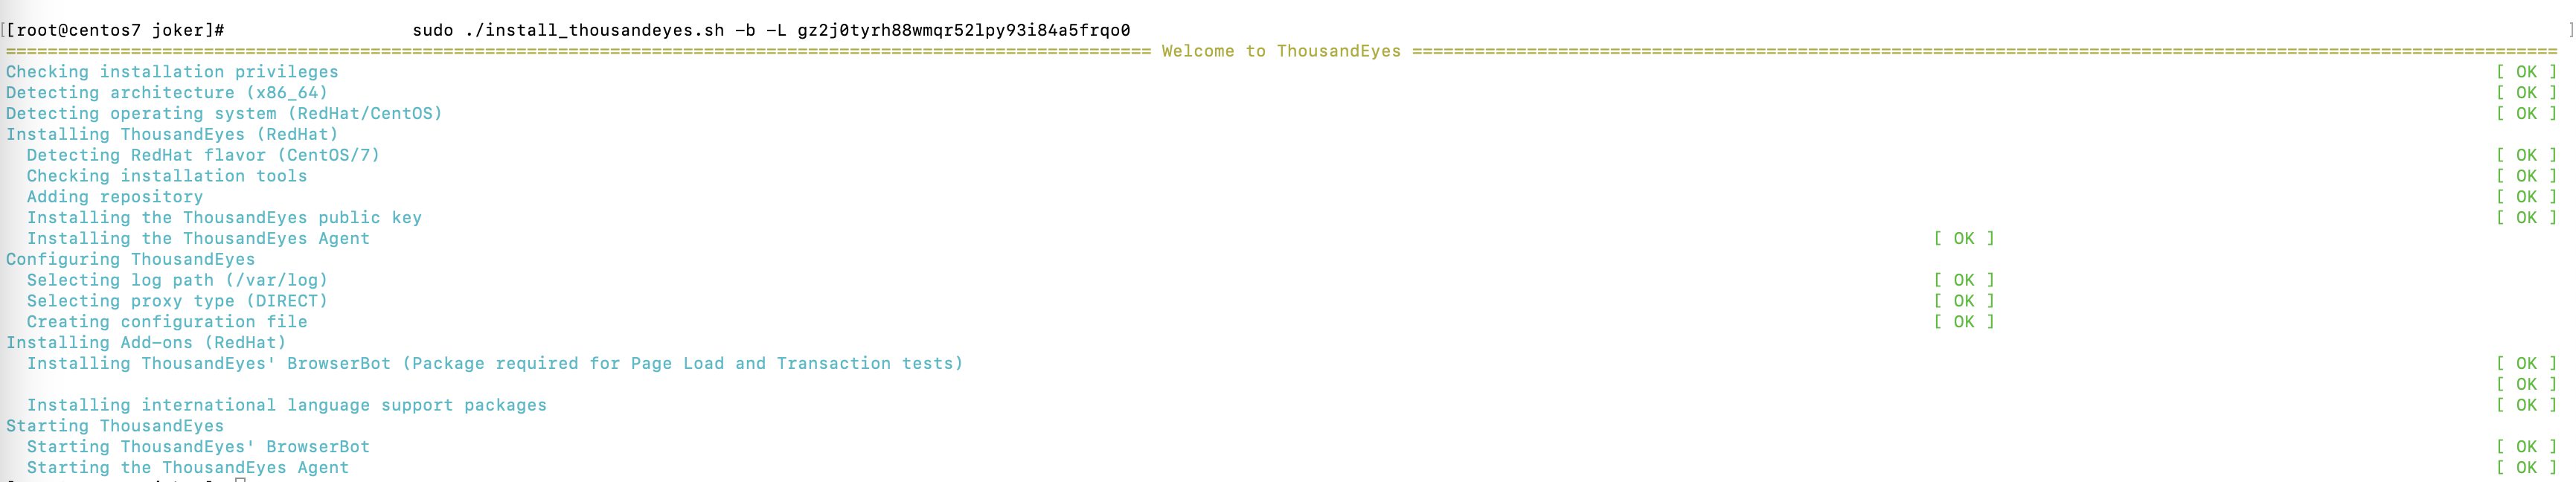 [root@centos7 joker]# sudo ./install_thousandeyes.sh -b -L gz2j0tyrh88wmqr52lpy93i84a5frqo0
Welcome to ThousandEyes
Checking installation privileges [ OK ]
Detecting architecture (x86_64) [ OK ]
Detecting operating system (RedHat/CentOS) [ OK ]
Installing ThousandEyes (RedHat)
Detecting RedHat flavor (CentOS/7) [ OK ]
Checking installation tools [ OK ]
Adding repository [ OK ]
Installing the ThousandEyes public key [ OK ]
Installing the ThousandEyes Agent [ OK ]
Configuring ThousandEyes
Selecting log path (/var/log) [ OK ]
Selecting proxy type (DIRECT) [ OK ]
Creating configuration file [ OK ]
Installing Add-ons (RedHat)
Installing ThousandEyes' BrowserBot (Package required for Page Load and Transaction tests) [ OK ]
[ OK ]
Installing international language support packages [ OK ]
Starting ThousandEyes
Starting ThousandEyes' BrowserBot [ OK ]
Starting the ThousandEyes Agent [ OK ]